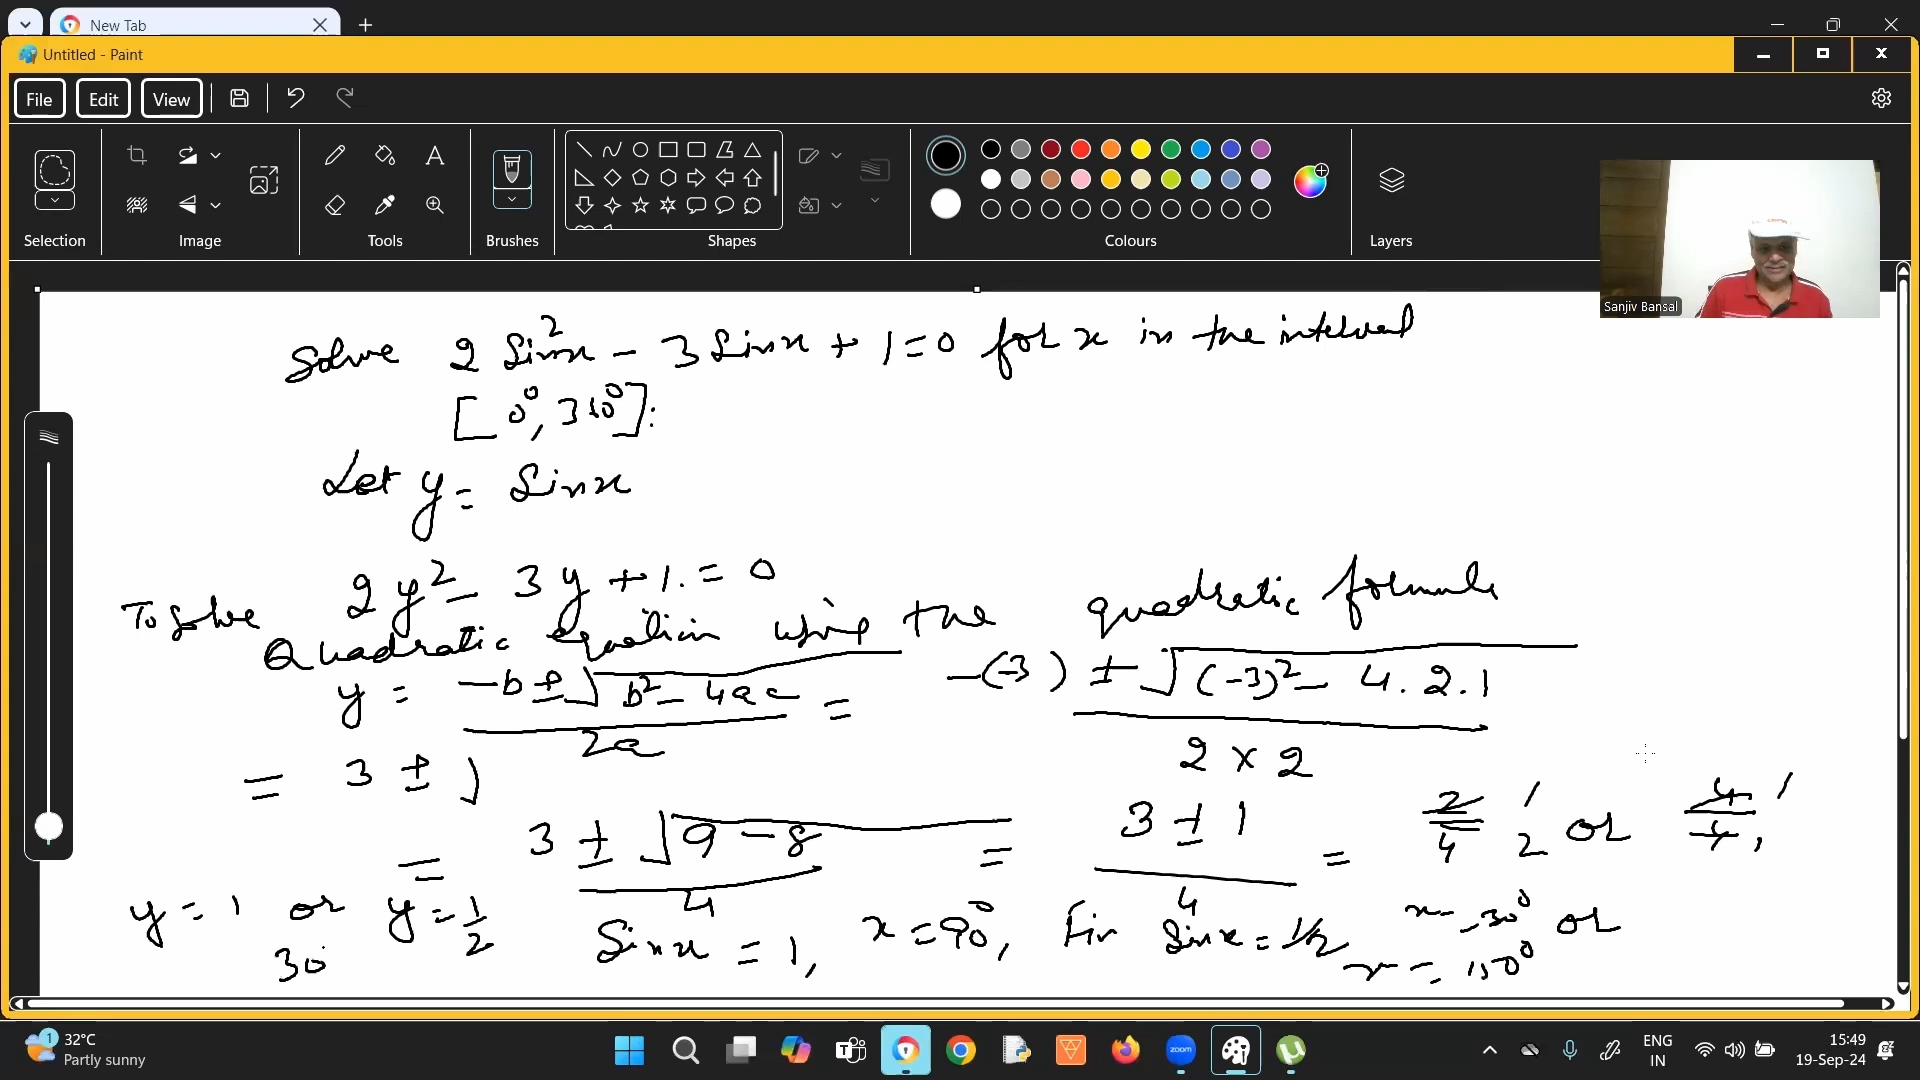 New Tab
Untitled - Paint
File Edit View
Selection Image Tools Brushes Shapes Colours Layers
Sanjiv Bansal
Solve 2 Sin²x - 3 Sinx + 1 = 0 for x in the interval
[0°, 360°]:
Let y = Sinx
2y² - 3y + 1. = 0
To solve Quadratic equation using the quadratic formula
y = (-b ± √(b² - 4ac))/2a = (-(-3) ± √((-3)² - 4.2.1))/(2 × 2)
= 3 ± √
= (3 ± √(9 - 8))/4 = (3 ± 1)/4 = 2/4 1/2 or 4/4 1
y = 1 or y = 1/2 Sinx = 1, x = 90°, For Sinx = 1/2 x = 30° or
30 x = 150°
32°C
Partly sunny
1
zoom
ENG
IN
15:49
19-Sep-24